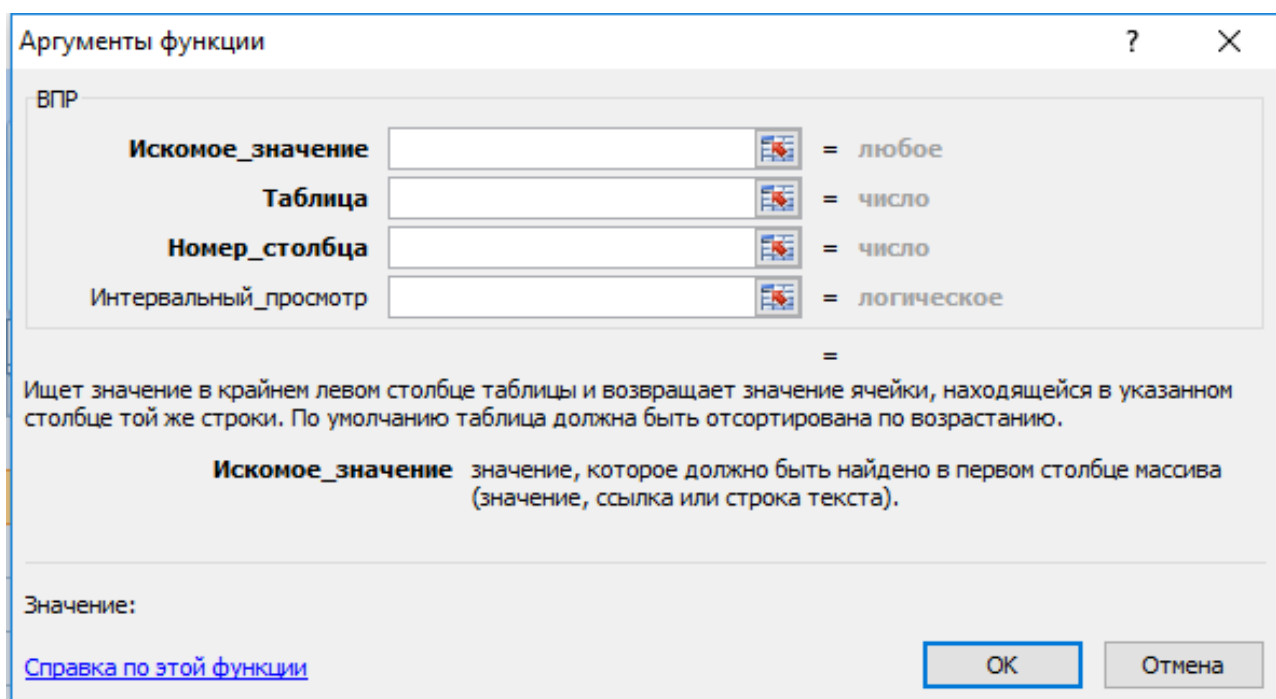 Аргументы функции ?
ВПР
Искомое_значение = любое
Таблица = число
Номер_столбца = число
Интервальный_просмотр = логическое
=
Ищет значение в крайнем левом столбце таблицы и возвращает значение ячейки, находящейся в указанном
столбце той же строки. По умолчанию таблица должна быть отсортирована по возрастанию.
Искомое_значение значение, которое должно быть найдено в первом столбце массива
(значение, ссылка или строка текста).
Значение:
Справка по этой функции
ОК Отмена